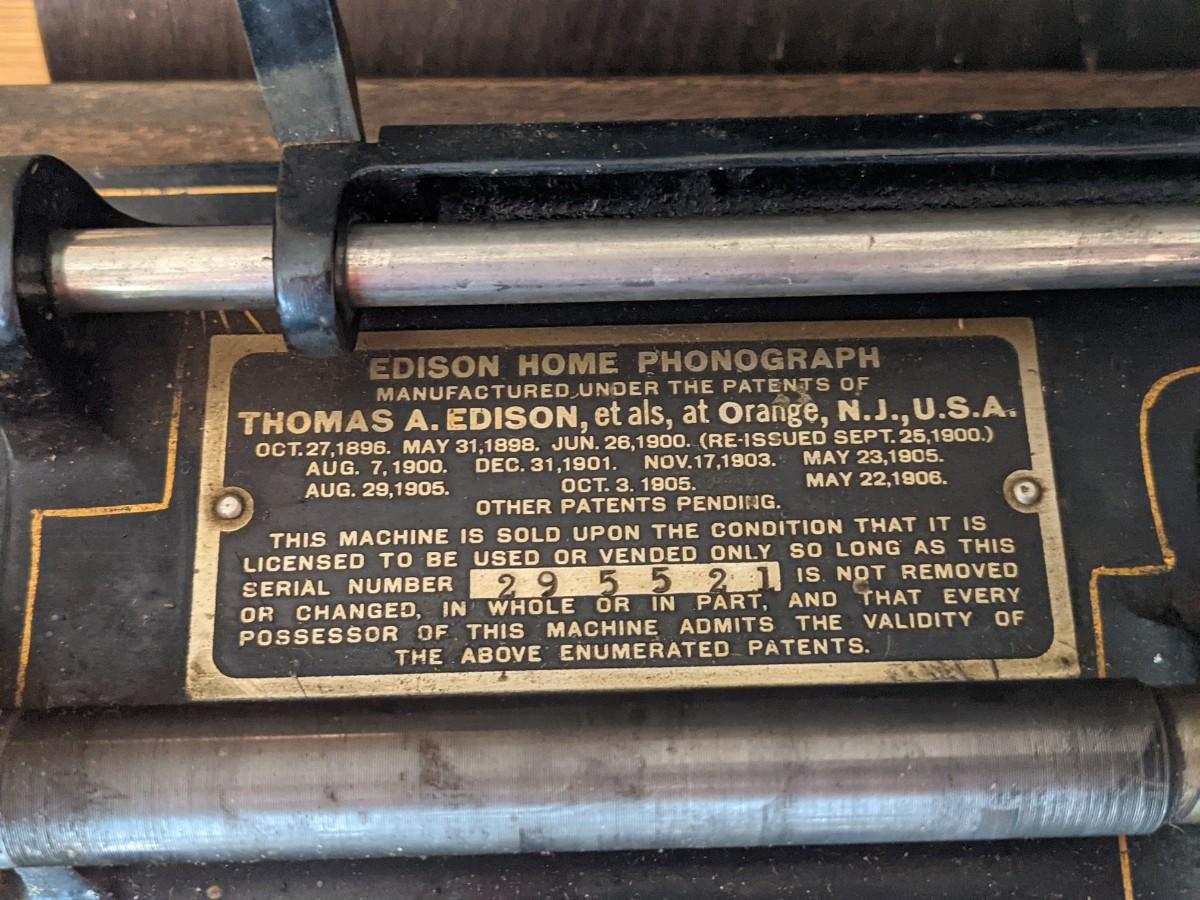 EDISON HOME PHONOGRAPH
MANUFACTURED UNDER THE PATENTS OF
THOMAS A. EDISON, et als, at Orange, N.J., U.S.A.
OCT. 27, 1896. MAY 31, 1898. JUN. 26, 1900. (RE-ISSUED SEPT. 25, 1900.)
AUG. 7, 1900. DEC. 31, 1901. NOV. 17, 1903. MAY 23, 1905.
AUG. 29, 1905. OCT. 3. 1905. MAY 22, 1906.
OTHER PATENTS PENDING.
THIS MACHINE IS SOLD UPON THE CONDITION THAT IT IS
LICENSED TO BE USED OR VENDED ONLY SO LONG AS THIS
SERIAL NUMBER 295521 IS NOT REMOVED
OR CHANGED, IN WHOLE OR IN PART, AND THAT EVERY
POSSESSOR OF THIS MACHINE ADMITS THE VALIDITY OF
THE ABOVE ENUMERATED PATENTS.